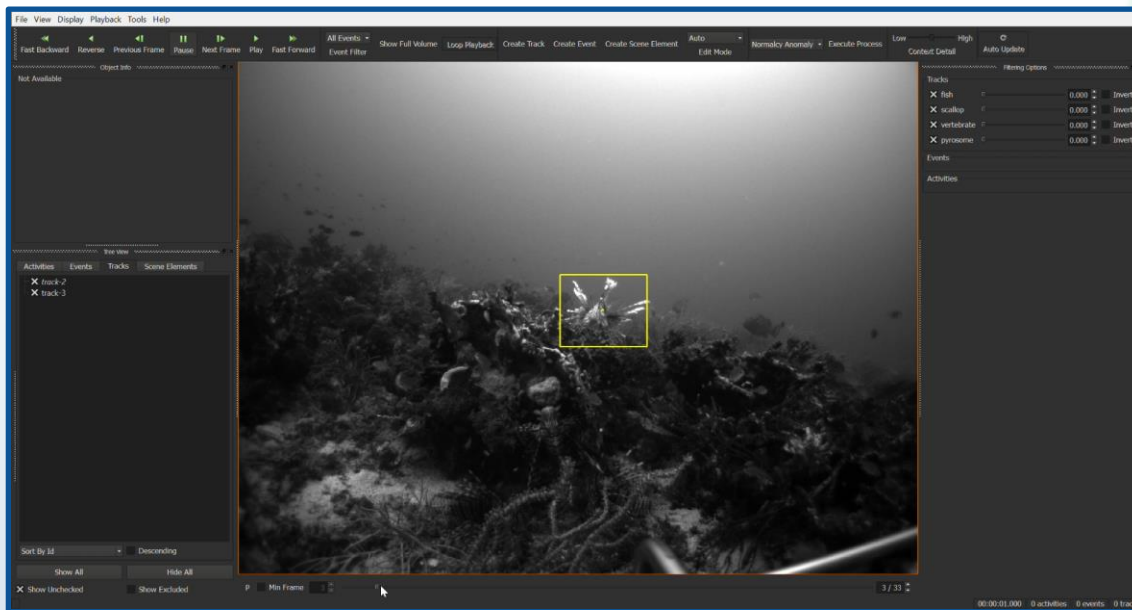 File View Display Playback Tools Help
Fast Backward Reverse Previous Frame Pause Next Frame Play Fast Forward All Events Event Filter Show Full Volume Loop Playback Create Track Create Event Create Scene Element Auto Edit Mode Normalcy Anomaly Execute Process Low High Context Detail Auto Update
Object Info
Not Available
Filtering Options
Tracks
fish 0.000 Invert
scallop 0.000 Invert
vertebrate 0.000 Invert
pyrosome 0.000 Invert
Events
Activities
Tree View
Activities Events Tracks Scene Elements
track-2
track-3
Sort By Id Descending
Show All Hide All
Show Unchecked Show Excluded
P Min Frame 3 / 33
00:00:01.000 0 activities 0 events 0 trac